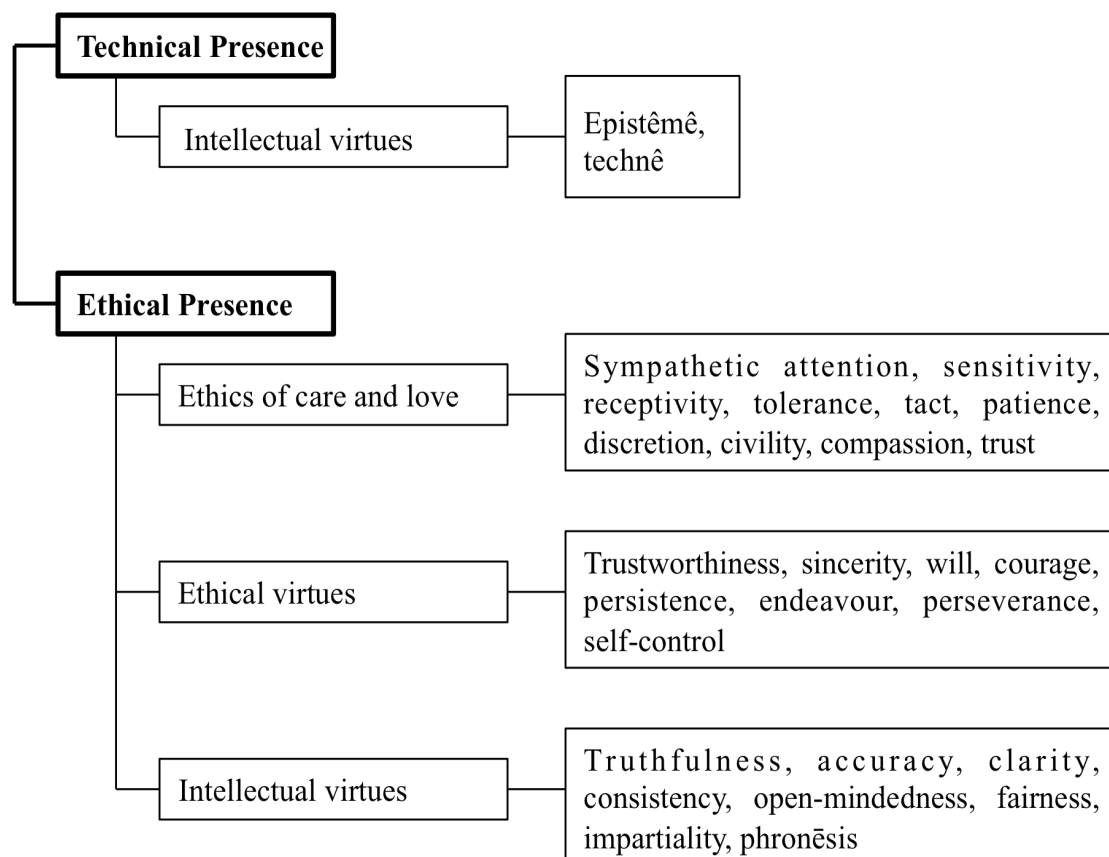 Technical Presence
Intellectual virtues
Epistêmê,
technê
Ethical Presence
Ethics of care and love
Sympathetic attention, sensitivity,
receptivity, tolerance, tact, patience,
discretion, civility, compassion, trust
Ethical virtues
Trustworthiness, sincerity, will, courage,
persistence, endeavour, perseverance,
self-control
Intellectual virtues
Truthfulness, accuracy, clarity,
consistency, open-mindedness, fairness,
impartiality, phronēsis